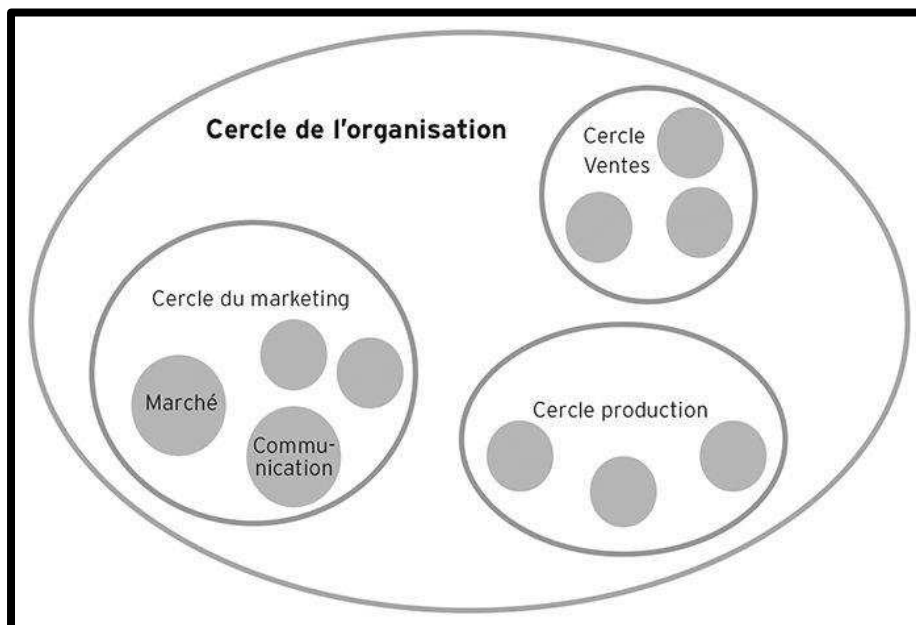 Cercle de l'organisation
Cercle
Ventes
Cercle du marketing
Marché
Commu-
nication
Cercle production